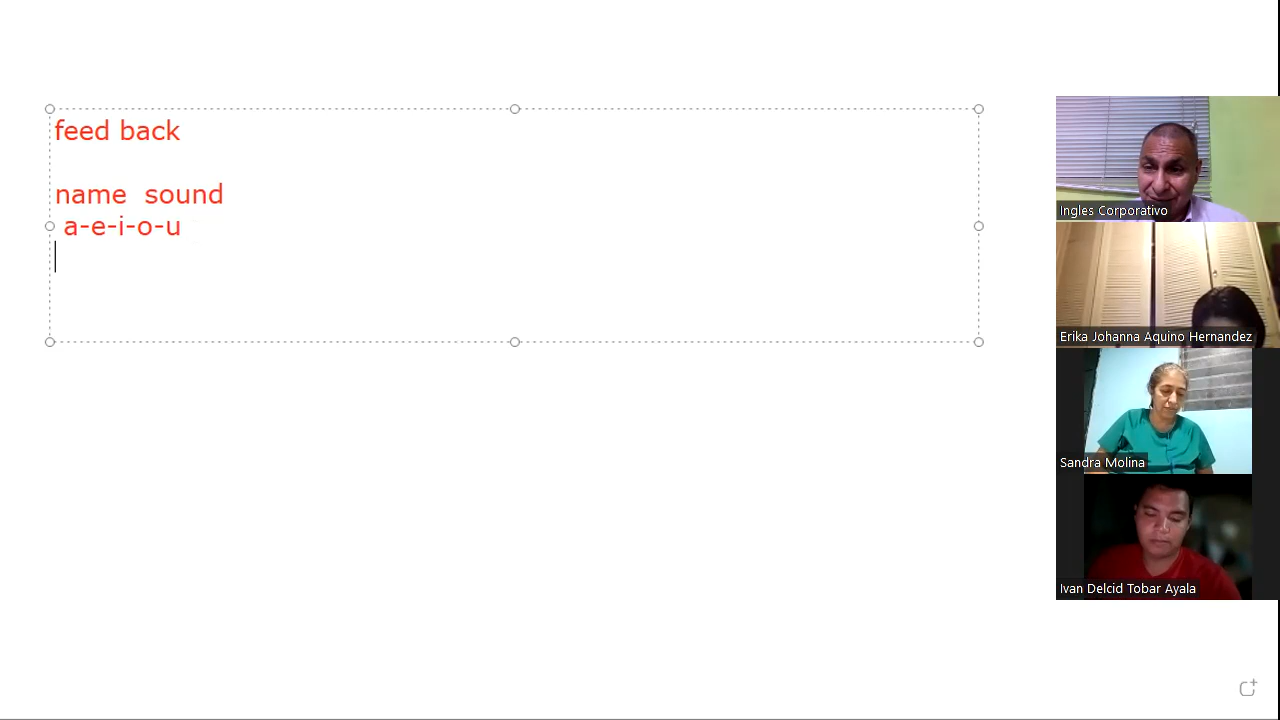 feed back
name sound
a-e-i-o-u
Ingles Corporativo
Erika Johanna Aquino Hernandez
Sandra Molina
Ivan Delcid Tobar Ayala